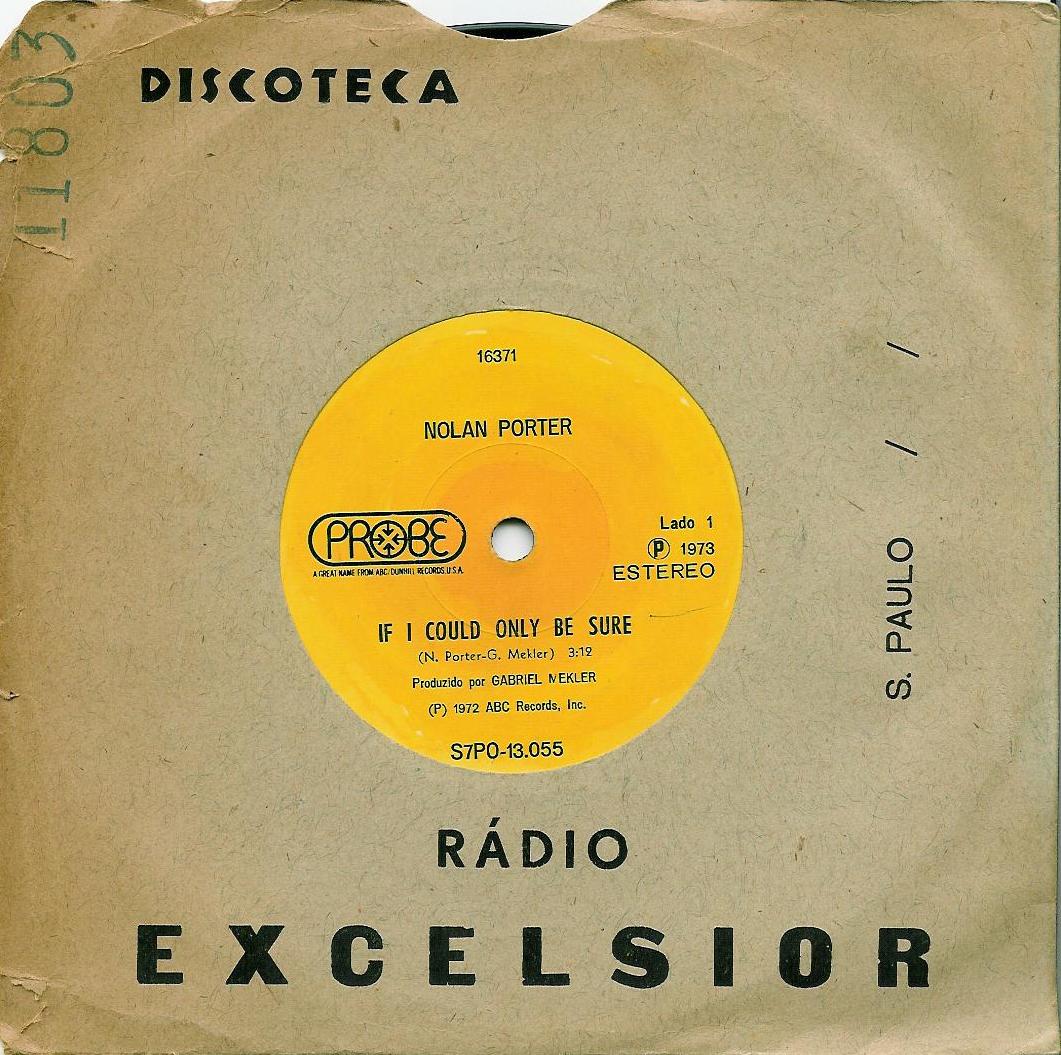 11803
DISCOTECA
16371
NOLAN PORTER
PROBE
A GREAT NAME FROM ABC/DUNHILL RECORDS, U.S.A.
Lado 1
Ⓟ 1973
ESTEREO
IF I COULD ONLY BE SURE
(N. Porter-G. Mekler) 3:12
Produzido por GABRIEL MEKLER
(P) 1972 ABC Records, Inc.
S7PO-13.055
S. PAULO / /
RÁDIO
EXCELSIOR